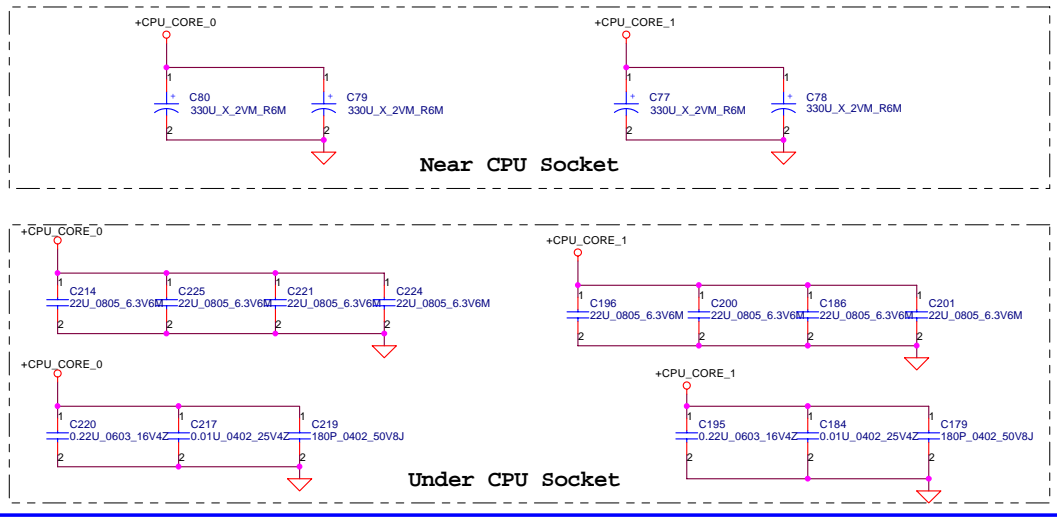 +CPU_CORE_0
+CPU_CORE_1
1 1 1 1
C80 C79 C77 C78
330U_X_2VM_R6M 330U_X_2VM_R6M 330U_X_2VM_R6M 330U_X_2VM_R6M
+ + + +
2 2 2 2
Near CPU Socket
+CPU_CORE_0
+CPU_CORE_1
1 1 1 1
C214 C225 C221 C224
22U_0805_6.3V6M 22U_0805_6.3V6M 22U_0805_6.3V6M 22U_0805_6.3V6M
2 2 2 2
1 1 1 1
C196 C200 C186 C201
22U_0805_6.3V6M 22U_0805_6.3V6M 22U_0805_6.3V6M 22U_0805_6.3V6M
2 2 2 2
+CPU_CORE_0
+CPU_CORE_1
1 1 1
C220 C217 C219
0.22U_0603_16V4Z 0.01U_0402_25V4Z 180P_0402_50V8J
2 2 2
1 1 1
C195 C184 C179
0.22U_0603_16V4Z 0.01U_0402_25V4Z 180P_0402_50V8J
2 2 2
Under CPU Socket